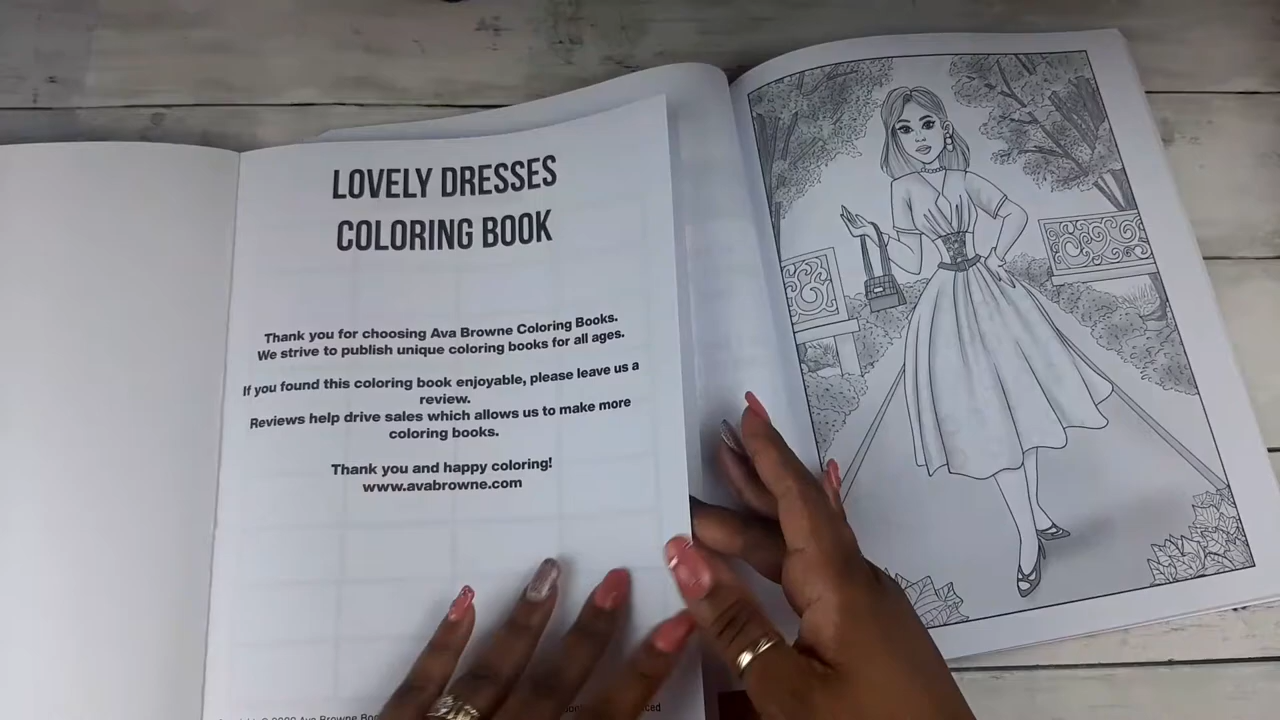 LOVELY DRESSES
COLORING BOOK
Thank you for choosing Ava Browne Coloring Books.
We strive to publish unique coloring books for all ages.
If you found this coloring book enjoyable, please leave us a
review.
Reviews help drive sales which allows us to make more
coloring books.
Thank you and happy coloring!
www.avabrowne.com
Ava Browne